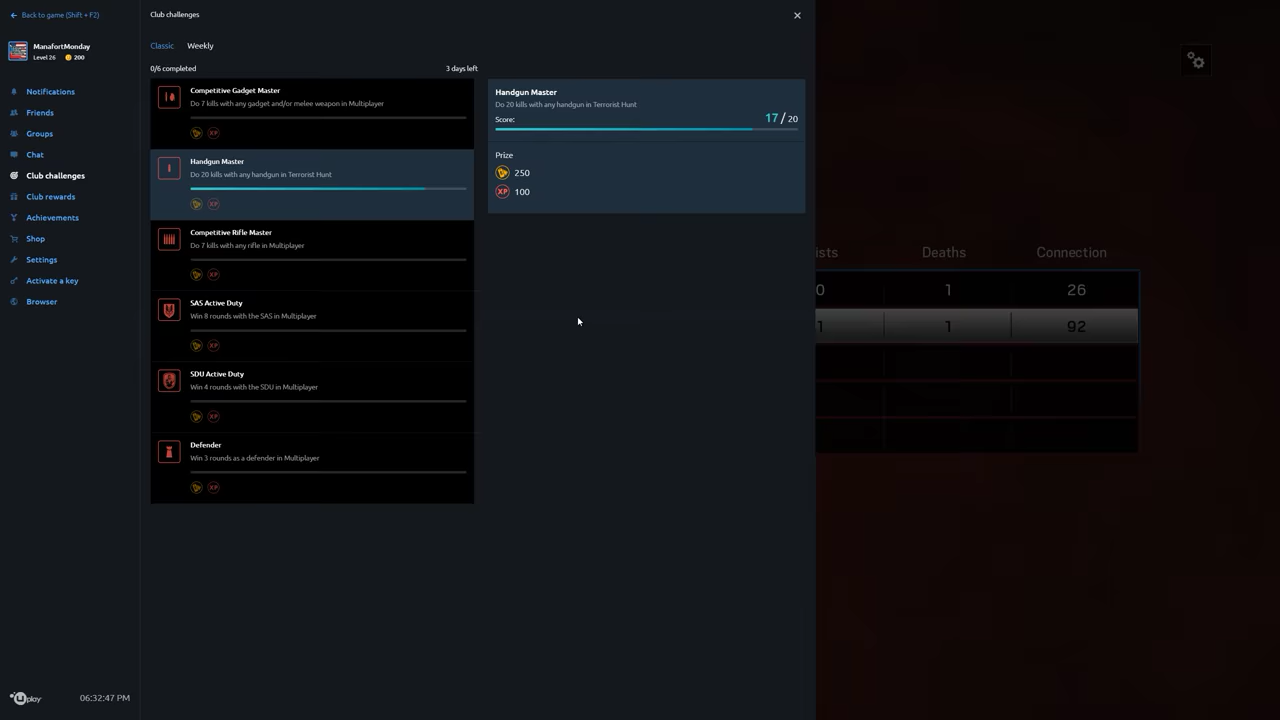 Back to game (Shift + F2)
ManafortMonday
Level 26 200
Notifications
Friends
Groups
Chat
Club challenges
Club rewards
Achievements
Shop
Settings
Activate a key
Browser
uplay 06:32:47 PM
Club challenges
Classic Weekly
0/6 completed 3 days left
Competitive Gadget Master
Do 7 kills with any gadget and/or melee weapon in Multiplayer
XP
Handgun Master
Do 20 kills with any handgun in Terrorist Hunt
XP
Competitive Rifle Master
Do 7 kills with any rifle in Multiplayer
XP
SAS Active Duty
Win 8 rounds with the SAS in Multiplayer
XP
SDU Active Duty
Win 4 rounds with the SDU in Multiplayer
XP
Defender
Win 3 rounds as a defender in Multiplayer
XP
Handgun Master
Do 20 kills with any handgun in Terrorist Hunt
Score: 17 / 20
Prize
250
XP 100
ists Deaths Connection
0 1 26
1 1 92